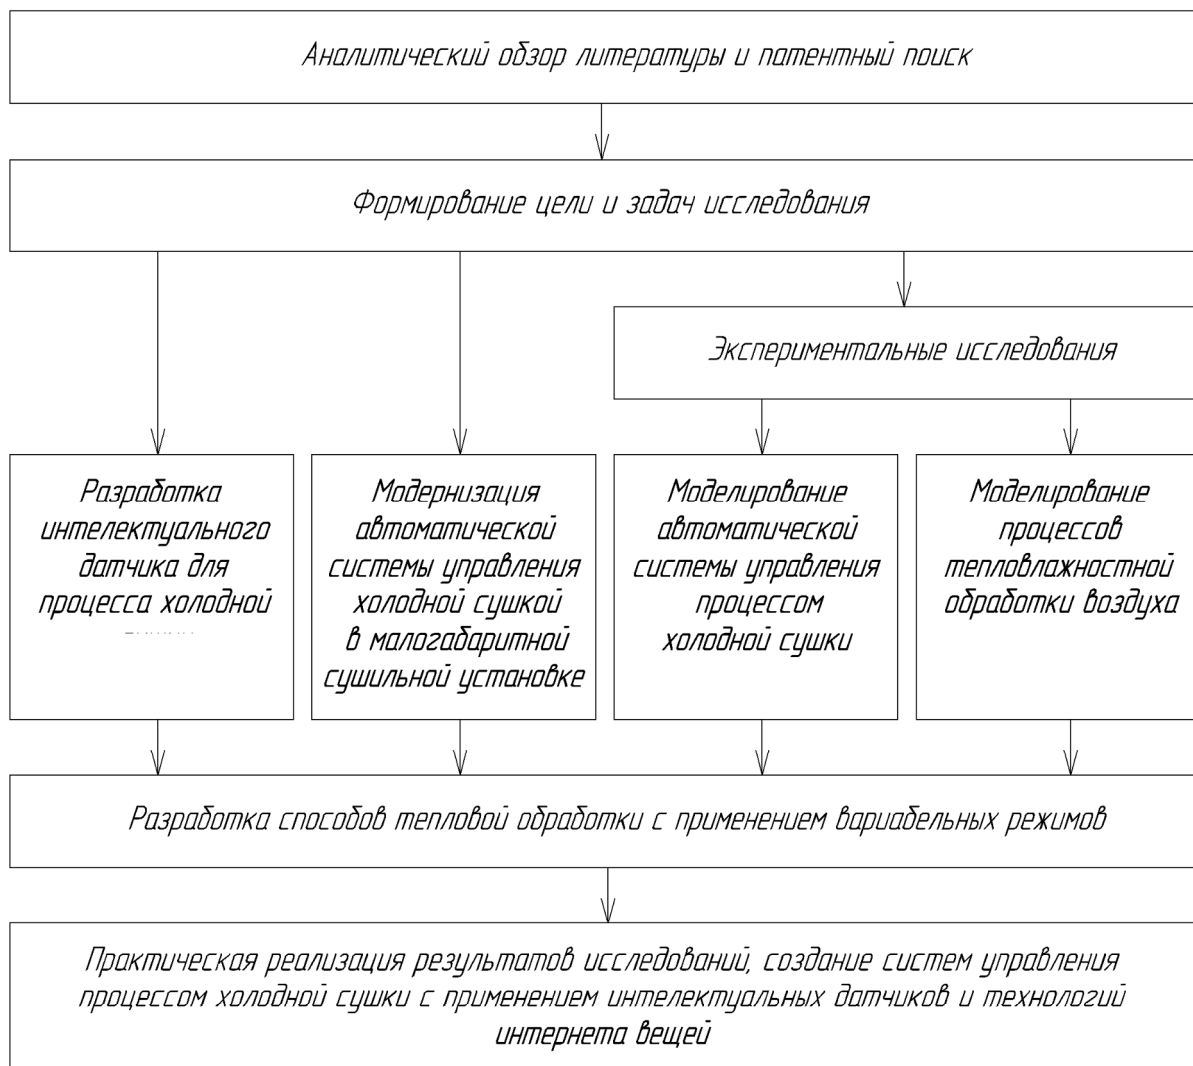 Аналитический обзор литературы и патентный поиск
Формирование цели и задач исследования
Экспериментальные исследования
Разработка
интелектуального
датчика для
процесса холодной
Модернизация
автоматической
системы управления
холодной сушкой
в малогабаритной
сушильной установке
Моделирование
автоматической
системы управления
процессом
холодной сушки
Моделирование
процессов
тепловлажностной
обработки воздуха
Разработка способов тепловой обработки с применением вариабельных режимов
Практическая реализация результатов исследований, создание систем управления
процессом холодной сушки с применением интелектуальных датчиков и технологий
интернета вещей